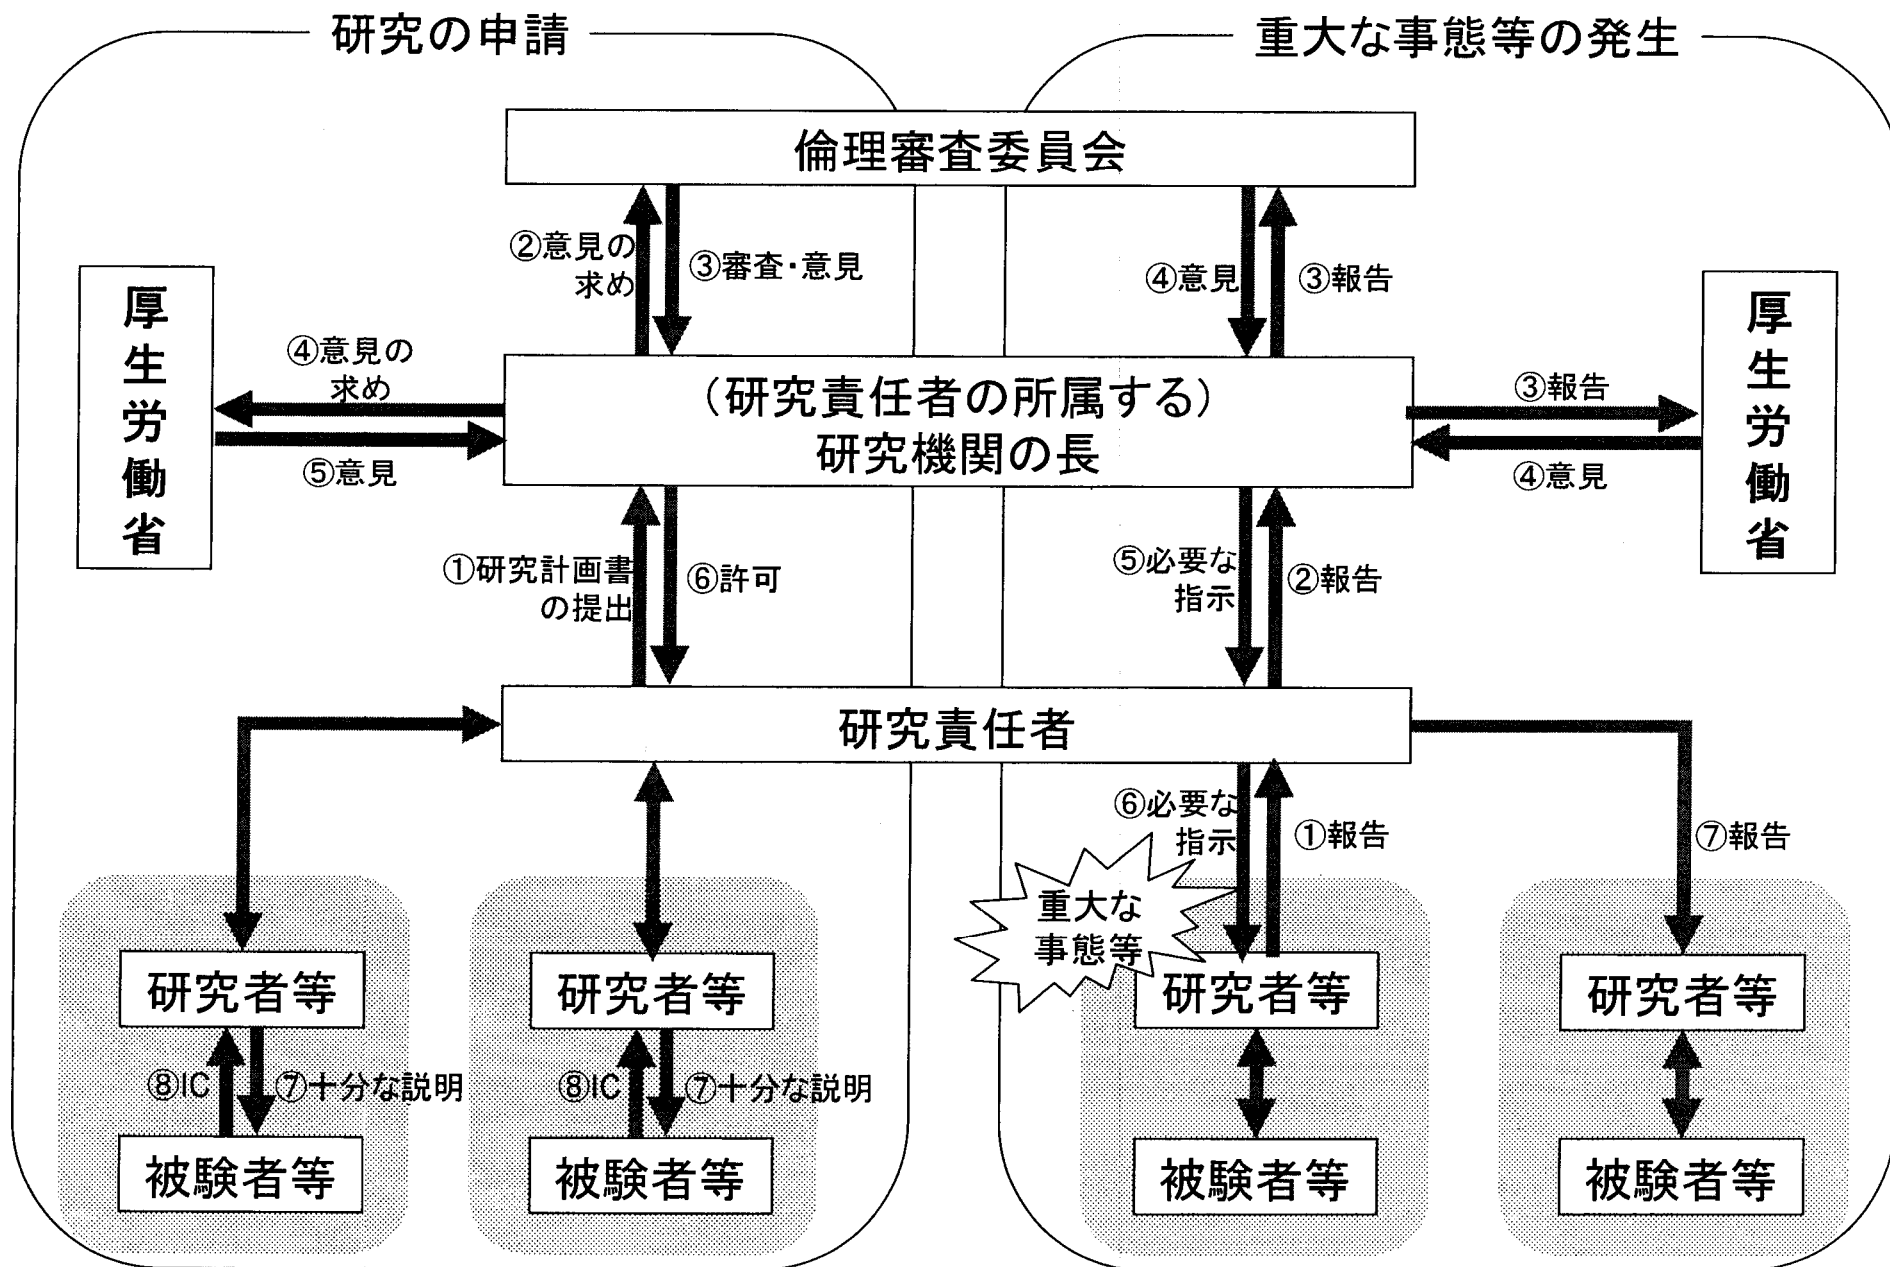 研究の申請
重大な事態等の発生
倫理審査委員会
②意見の
求め
③審査・意見
④意見
③報告
厚生労働省
④意見の
求め
⑤意見
（研究責任者の所属する）
研究機関の長
③報告
④意見
厚生労働省
①研究計画書
の提出
⑥許可
⑤必要な
指示
②報告
研究責任者
⑥必要な
指示
①報告
⑦報告
重大な
事態等
研究者等
研究者等
研究者等
研究者等
⑧IC
⑦十分な説明
⑧IC
⑦十分な説明
被験者等
被験者等
被験者等
被験者等